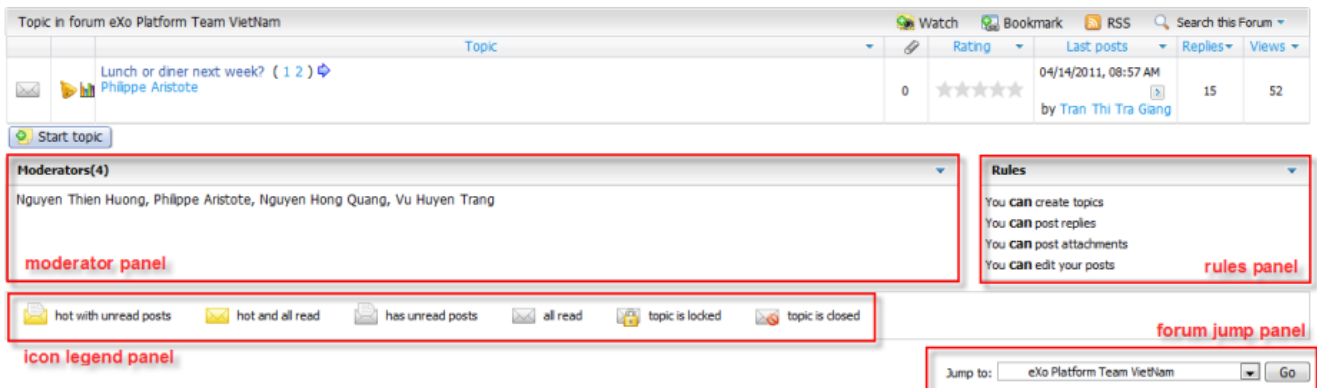 Topic in forum eXo Platform Team VietNam Watch Bookmark RSS Search this Forum
Topic Rating Last posts Replies Views
Lunch or diner next week? ( 1 2 )
Philippe Aristote
0
04/14/2011, 08:57 AM
by Tran Thi Tra Giang
15 52
Start topic
Moderators(4)
Nguyen Thien Huong, Philippe Aristote, Nguyen Hong Quang, Vu Huyen Trang
moderator panel
Rules
You can create topics
You can post replies
You can post attachments
You can edit your posts
rules panel
hot with unread posts hot and all read has unread posts all read topic is locked topic is closed
icon legend panel
forum jump panel
Jump to: eXo Platform Team VietNam Go